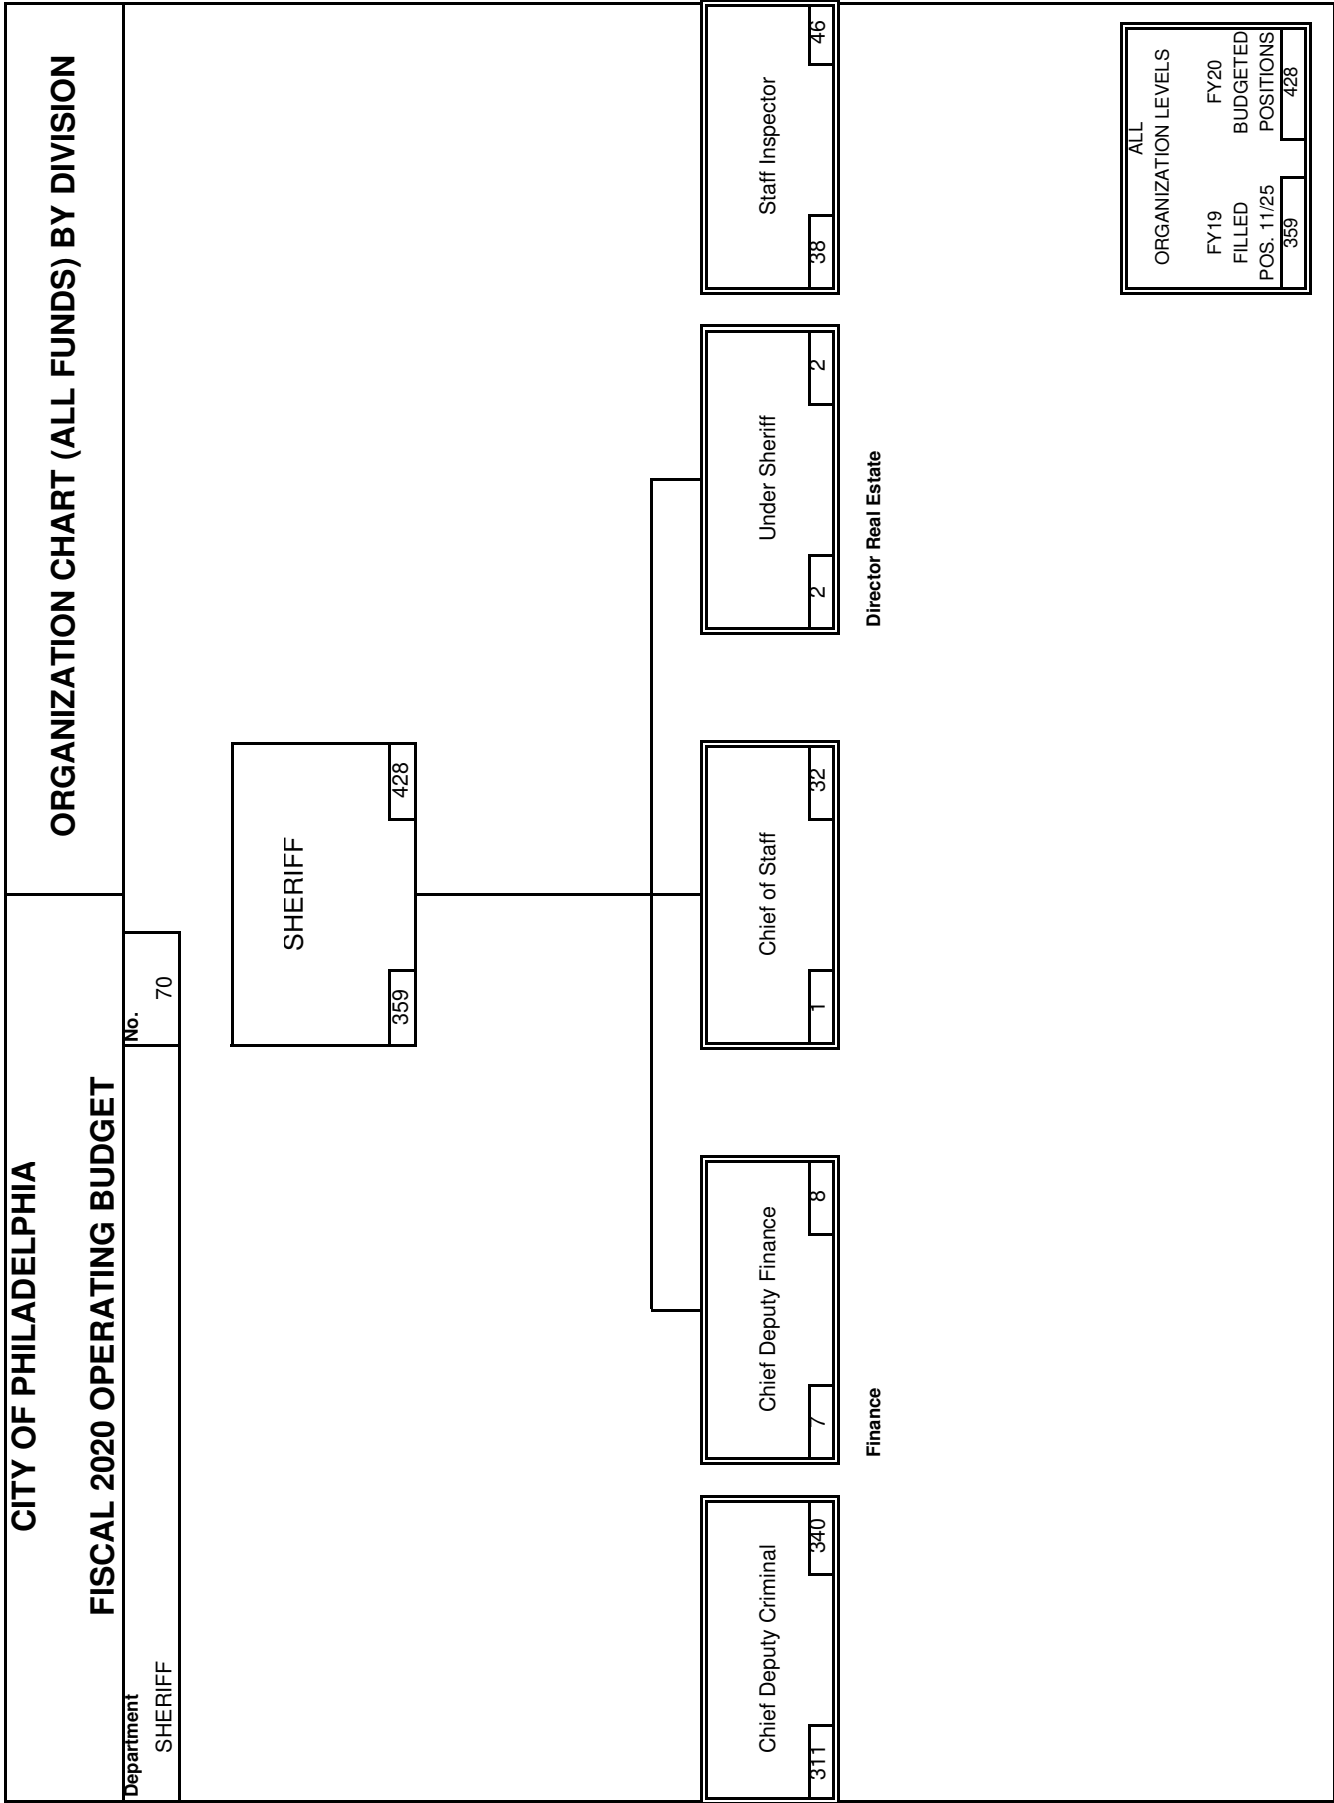 CITY OF PHILADELPHIA
FISCAL 2020 OPERATING BUDGET
ORGANIZATION CHART (ALL FUNDS) BY DIVISION
Department
SHERIFF
No.
70
SHERIFF
359
428
Chief Deputy Criminal
311
340
Chief Deputy Finance
7
8
Finance
Chief of Staff
1
32
Under Sheriff
2
2
Director Real Estate
Staff Inspector
38
46
ALL
ORGANIZATION LEVELS
FY19 FY20
FILLED BUDGETED
POS. 11/25 POSITIONS
359 428